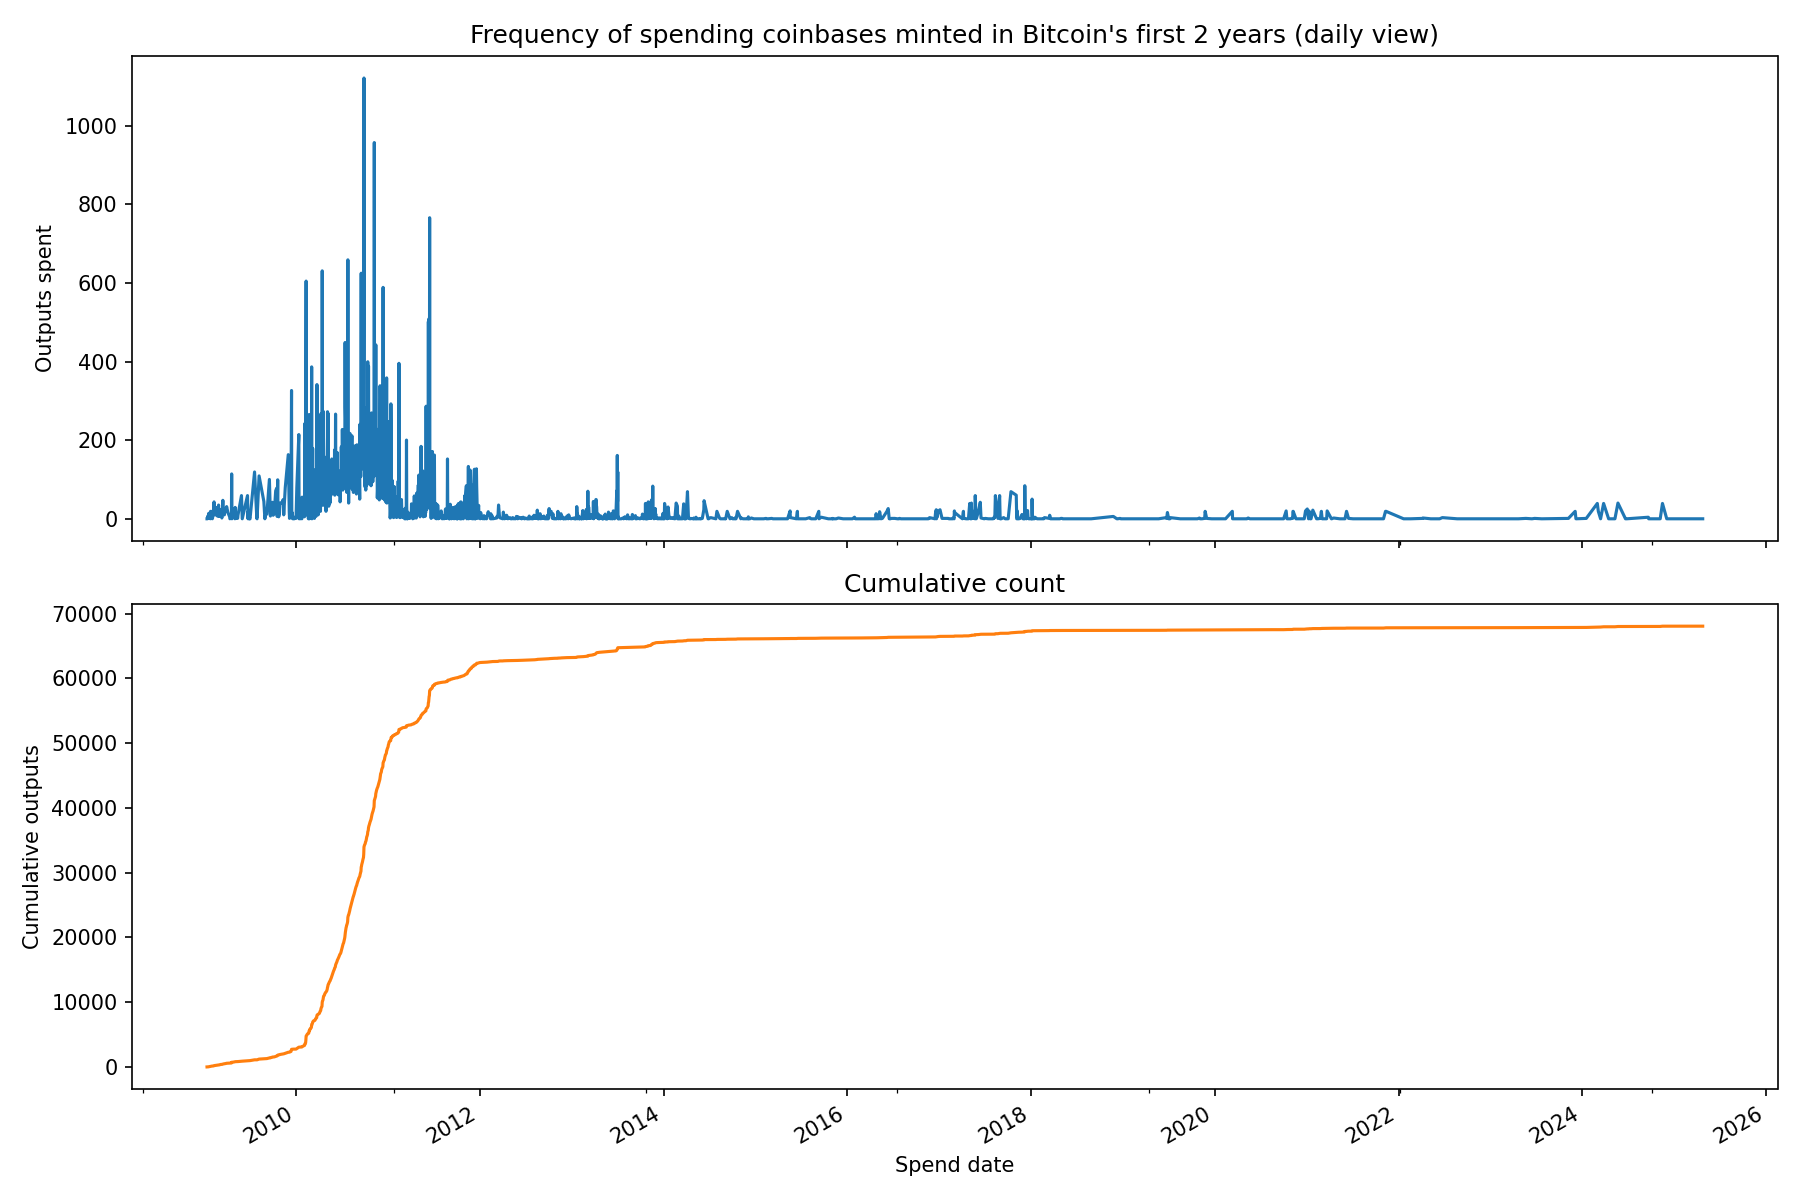 Frequency of spending coinbases minted in Bitcoin's first 2 years (daily view)
Outputs spent
1000
800
600
400
200
0
Cumulative count
Cumulative outputs
70000
60000
50000
40000
30000
20000
10000
0
2010 2012 2014 2016 2018 2020 2022 2024 2026
Spend date